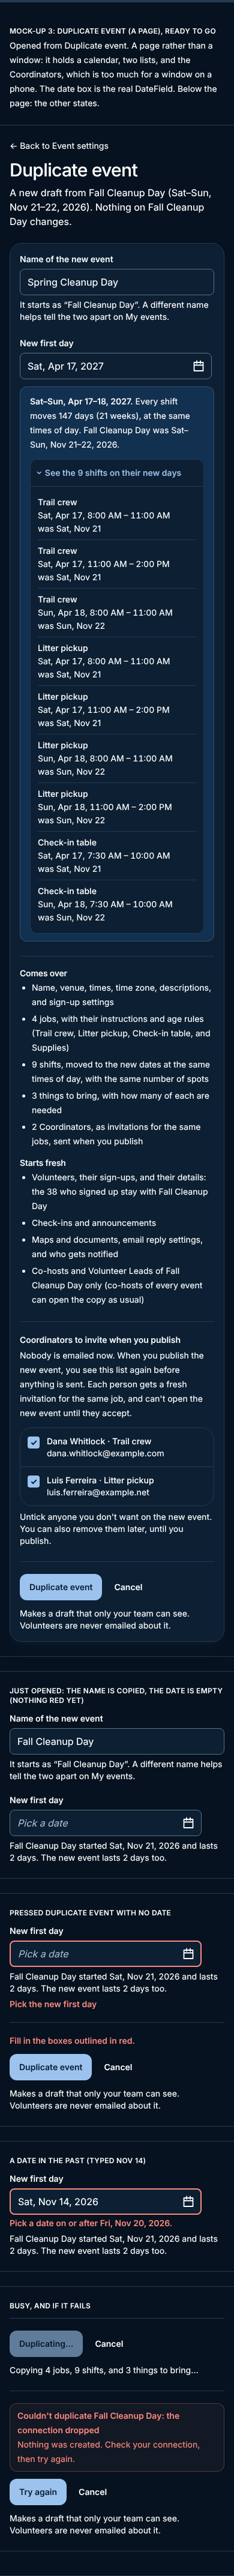 MOCK-UP 3: DUPLICATE EVENT (A PAGE), READY TO GO
Opened from Duplicate event. A page rather than a
window: it holds a calendar, two lists, and the
Coordinators, which is too much for a window on a
phone. The date box is the real DateField. Below the
page: the other states.
← Back to Event settings
Duplicate event
A new draft from Fall Cleanup Day (Sat–Sun,
Nov 21–22, 2026). Nothing on Fall Cleanup
Day changes.
Name of the new event
Spring Cleanup Day
It starts as “Fall Cleanup Day”. A different name
helps tell the two apart on My events.
New first day
Sat, Apr 17, 2027
Sat–Sun, Apr 17–18, 2027. Every shift
moves 147 days (21 weeks), at the same
times of day. Fall Cleanup Day was Sat–
Sun, Nov 21–22, 2026.
See the 9 shifts on their new days
Trail crew
Sat, Apr 17, 8:00 AM – 11:00 AM
was Sat, Nov 21
Trail crew
Sat, Apr 17, 11:00 AM – 2:00 PM
was Sat, Nov 21
Trail crew
Sun, Apr 18, 8:00 AM – 11:00 AM
was Sun, Nov 22
Litter pickup
Sat, Apr 17, 8:00 AM – 11:00 AM
was Sat, Nov 21
Litter pickup
Sat, Apr 17, 11:00 AM – 2:00 PM
was Sat, Nov 21
Litter pickup
Sun, Apr 18, 8:00 AM – 11:00 AM
was Sun, Nov 22
Litter pickup
Sun, Apr 18, 11:00 AM – 2:00 PM
was Sun, Nov 22
Check-in table
Sat, Apr 17, 7:30 AM – 10:00 AM
was Sat, Nov 21
Check-in table
Sun, Apr 18, 7:30 AM – 10:00 AM
was Sun, Nov 22
Comes over
• Name, venue, times, time zone, descriptions,
and sign-up settings
• 4 jobs, with their instructions and age rules
(Trail crew, Litter pickup, Check-in table, and
Supplies)
• 9 shifts, moved to the new dates at the same
times of day, with the same number of spots
• 3 things to bring, with how many of each are
needed
• 2 Coordinators, as invitations for the same
jobs, sent when you publish
Starts fresh
• Volunteers, their sign-ups, and their details:
the 38 who signed up stay with Fall Cleanup
Day
• Check-ins and announcements
• Maps and documents, email reply settings,
and who gets notified
• Co-hosts and Volunteer Leads of Fall
Cleanup Day only (co-hosts of every event
can open the copy as usual)
Coordinators to invite when you publish
Nobody is emailed now. When you publish the
new event, you see this list again before
anything is sent. Each person gets a fresh
invitation for the same job, and can't open the
new event until they accept.
Dana Whitlock · Trail crew
dana.whitlock@example.com
Luis Ferreira · Litter pickup
luis.ferreira@example.net
Untick anyone you don't want on the new event.
You can also remove them later, until you
publish.
Duplicate event Cancel
Makes a draft that only your team can see.
Volunteers are never emailed about it.
JUST OPENED: THE NAME IS COPIED, THE DATE IS EMPTY
(NOTHING RED YET)
Name of the new event
Fall Cleanup Day
It starts as “Fall Cleanup Day”. A different name helps
tell the two apart on My events.
New first day
Pick a date
Fall Cleanup Day started Sat, Nov 21, 2026 and lasts
2 days. The new event lasts 2 days too.
PRESSED DUPLICATE EVENT WITH NO DATE
New first day
Pick a date
Fall Cleanup Day started Sat, Nov 21, 2026 and lasts
2 days. The new event lasts 2 days too.
Pick the new first day
Fill in the boxes outlined in red.
Duplicate event Cancel
Makes a draft that only your team can see.
Volunteers are never emailed about it.
A DATE IN THE PAST (TYPED NOV 14)
New first day
Sat, Nov 14, 2026
Pick a date on or after Fri, Nov 20, 2026.
Fall Cleanup Day started Sat, Nov 21, 2026 and lasts
2 days. The new event lasts 2 days too.
BUSY, AND IF IT FAILS
Duplicating… Cancel
Copying 4 jobs, 9 shifts, and 3 things to bring…
Couldn't duplicate Fall Cleanup Day: the
connection dropped
Nothing was created. Check your connection,
then try again.
Try again Cancel
Makes a draft that only your team can see.
Volunteers are never emailed about it.